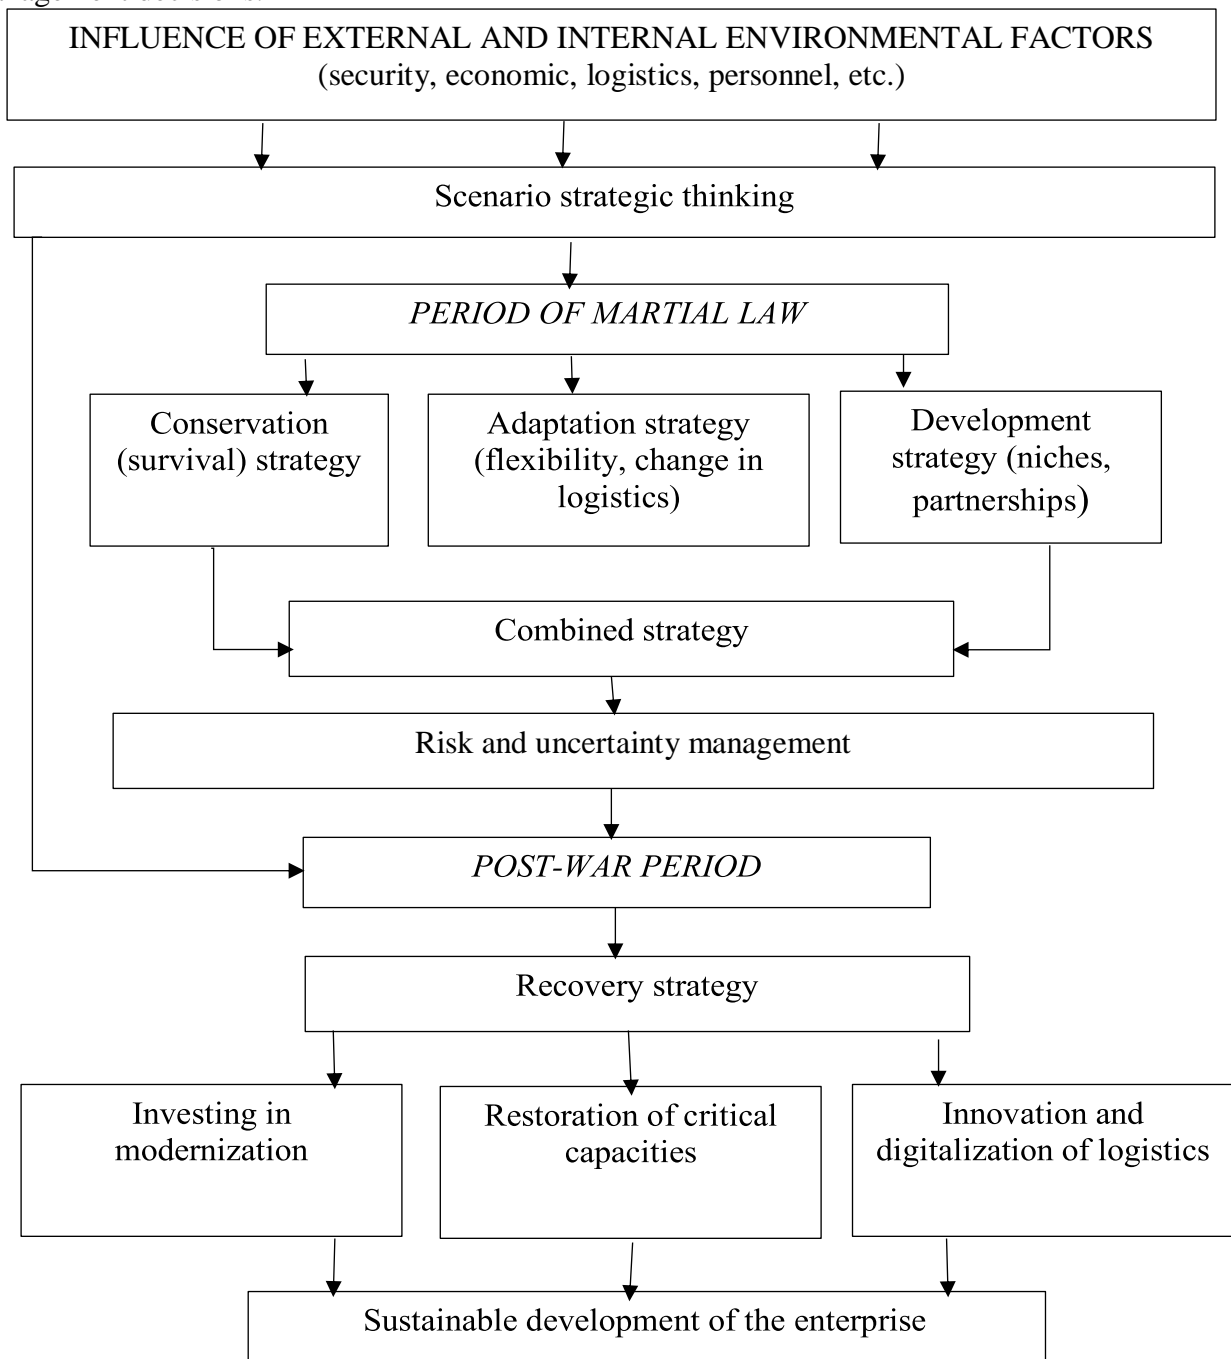 INFLUENCE OF EXTERNAL AND INTERNAL ENVIRONMENTAL FACTORS
(security, economic, logistics, personnel, etc.)
Scenario strategic thinking
PERIOD OF MARTIAL LAW
Conservation
(survival) strategy
Adaptation strategy
(flexibility, change in
logistics)
Development
strategy (niches,
partnerships)
Combined strategy
Risk and uncertainty management
POST-WAR PERIOD
Recovery strategy
Investing in
modernization
Restoration of critical
capacities
Innovation and
digitalization of logistics
Sustainable development of the enterprise